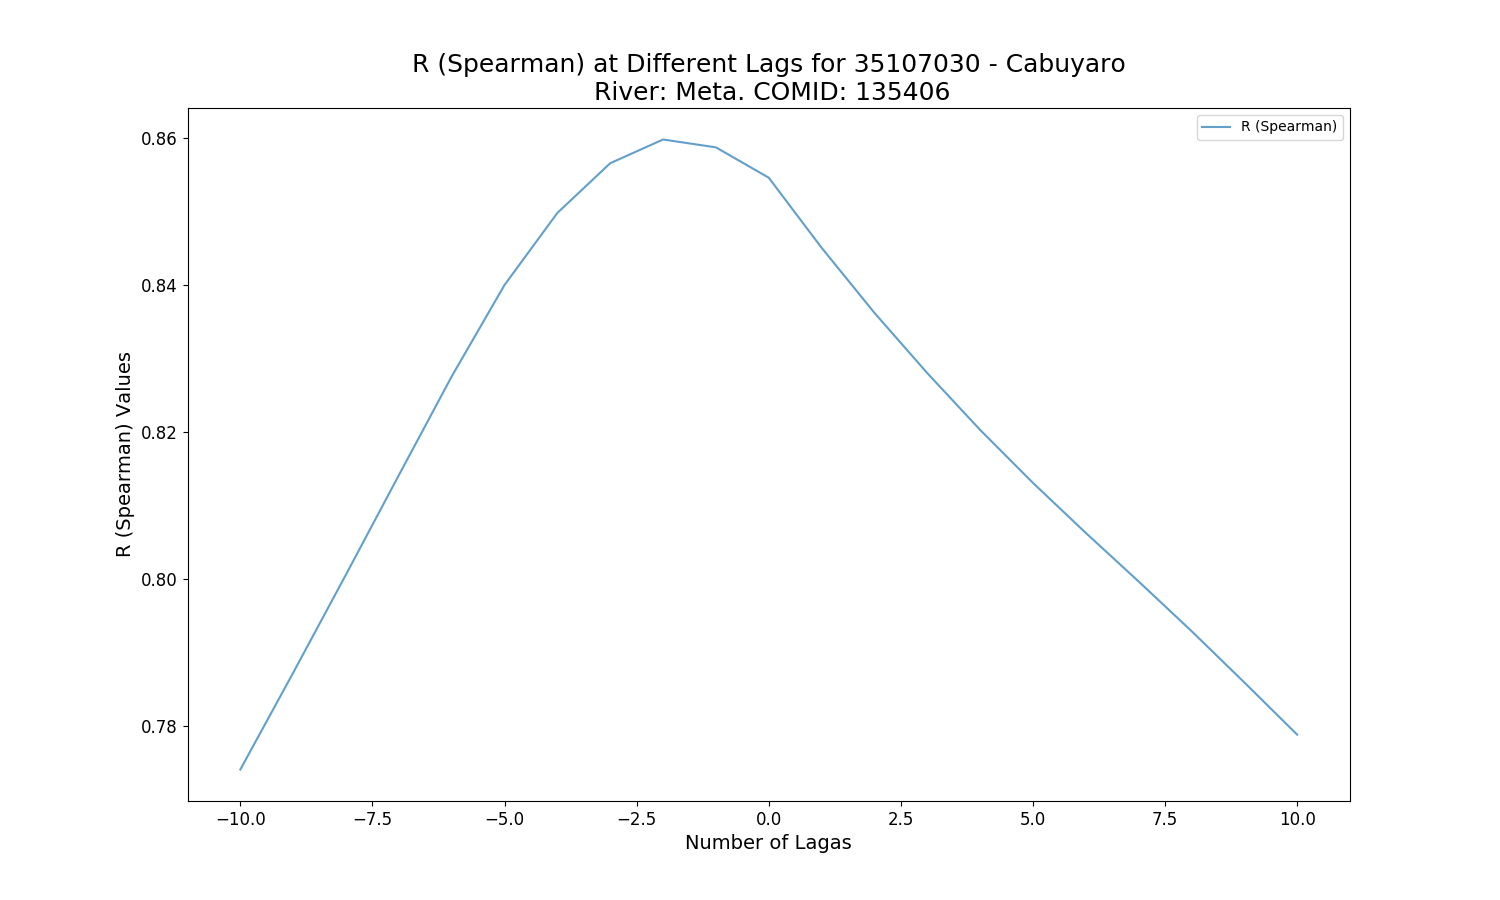 R (Spearman) at Different Lags for 35107030 - Cabuyaro
River: Meta. COMID: 135406
R (Spearman)
0.86
0.84
0.82
0.80
0.78
R (Spearman) Values
−10.0 −7.5 −5.0 −2.5 0.0 2.5 5.0 7.5 10.0
Number of Lagas